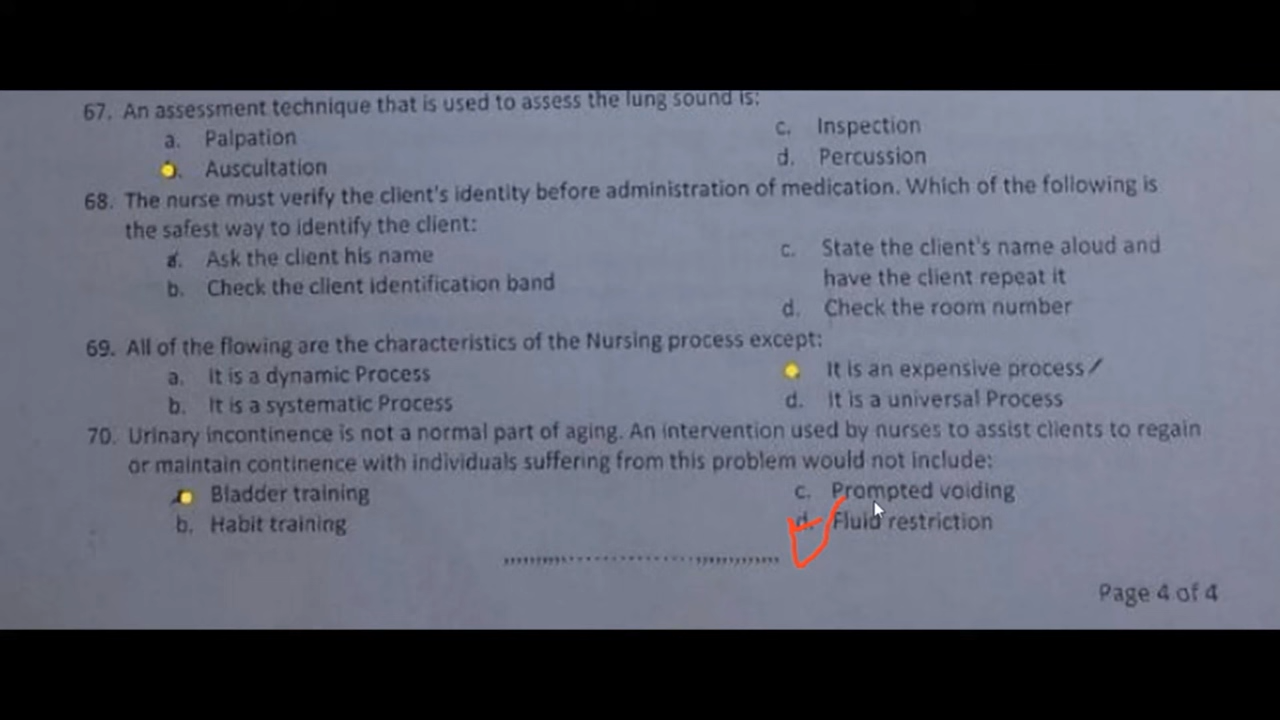 67. An assessment technique that is used to assess the lung sound is:
a. Palpation
c. Inspection
b. Auscultation
d. Percussion
68. The nurse must verify the client's identity before administration of medication. Which of the following is
the safest way to identify the client:
a. Ask the client his name
c. State the client's name aloud and
have the client repeat it
b. Check the client identification band
d. Check the room number
69. All of the flowing are the characteristics of the Nursing process except:
a. It is a dynamic Process
It is an expensive process
b. It is a systematic Process
d. It is a universal Process
70. Urinary incontinence is not a normal part of aging. An intervention used by nurses to assist clients to regain
or maintain continence with individuals suffering from this problem would not include:
Bladder training
c. Prompted voiding
b. Habit training
d. Fluid restriction
Page 4 of 4